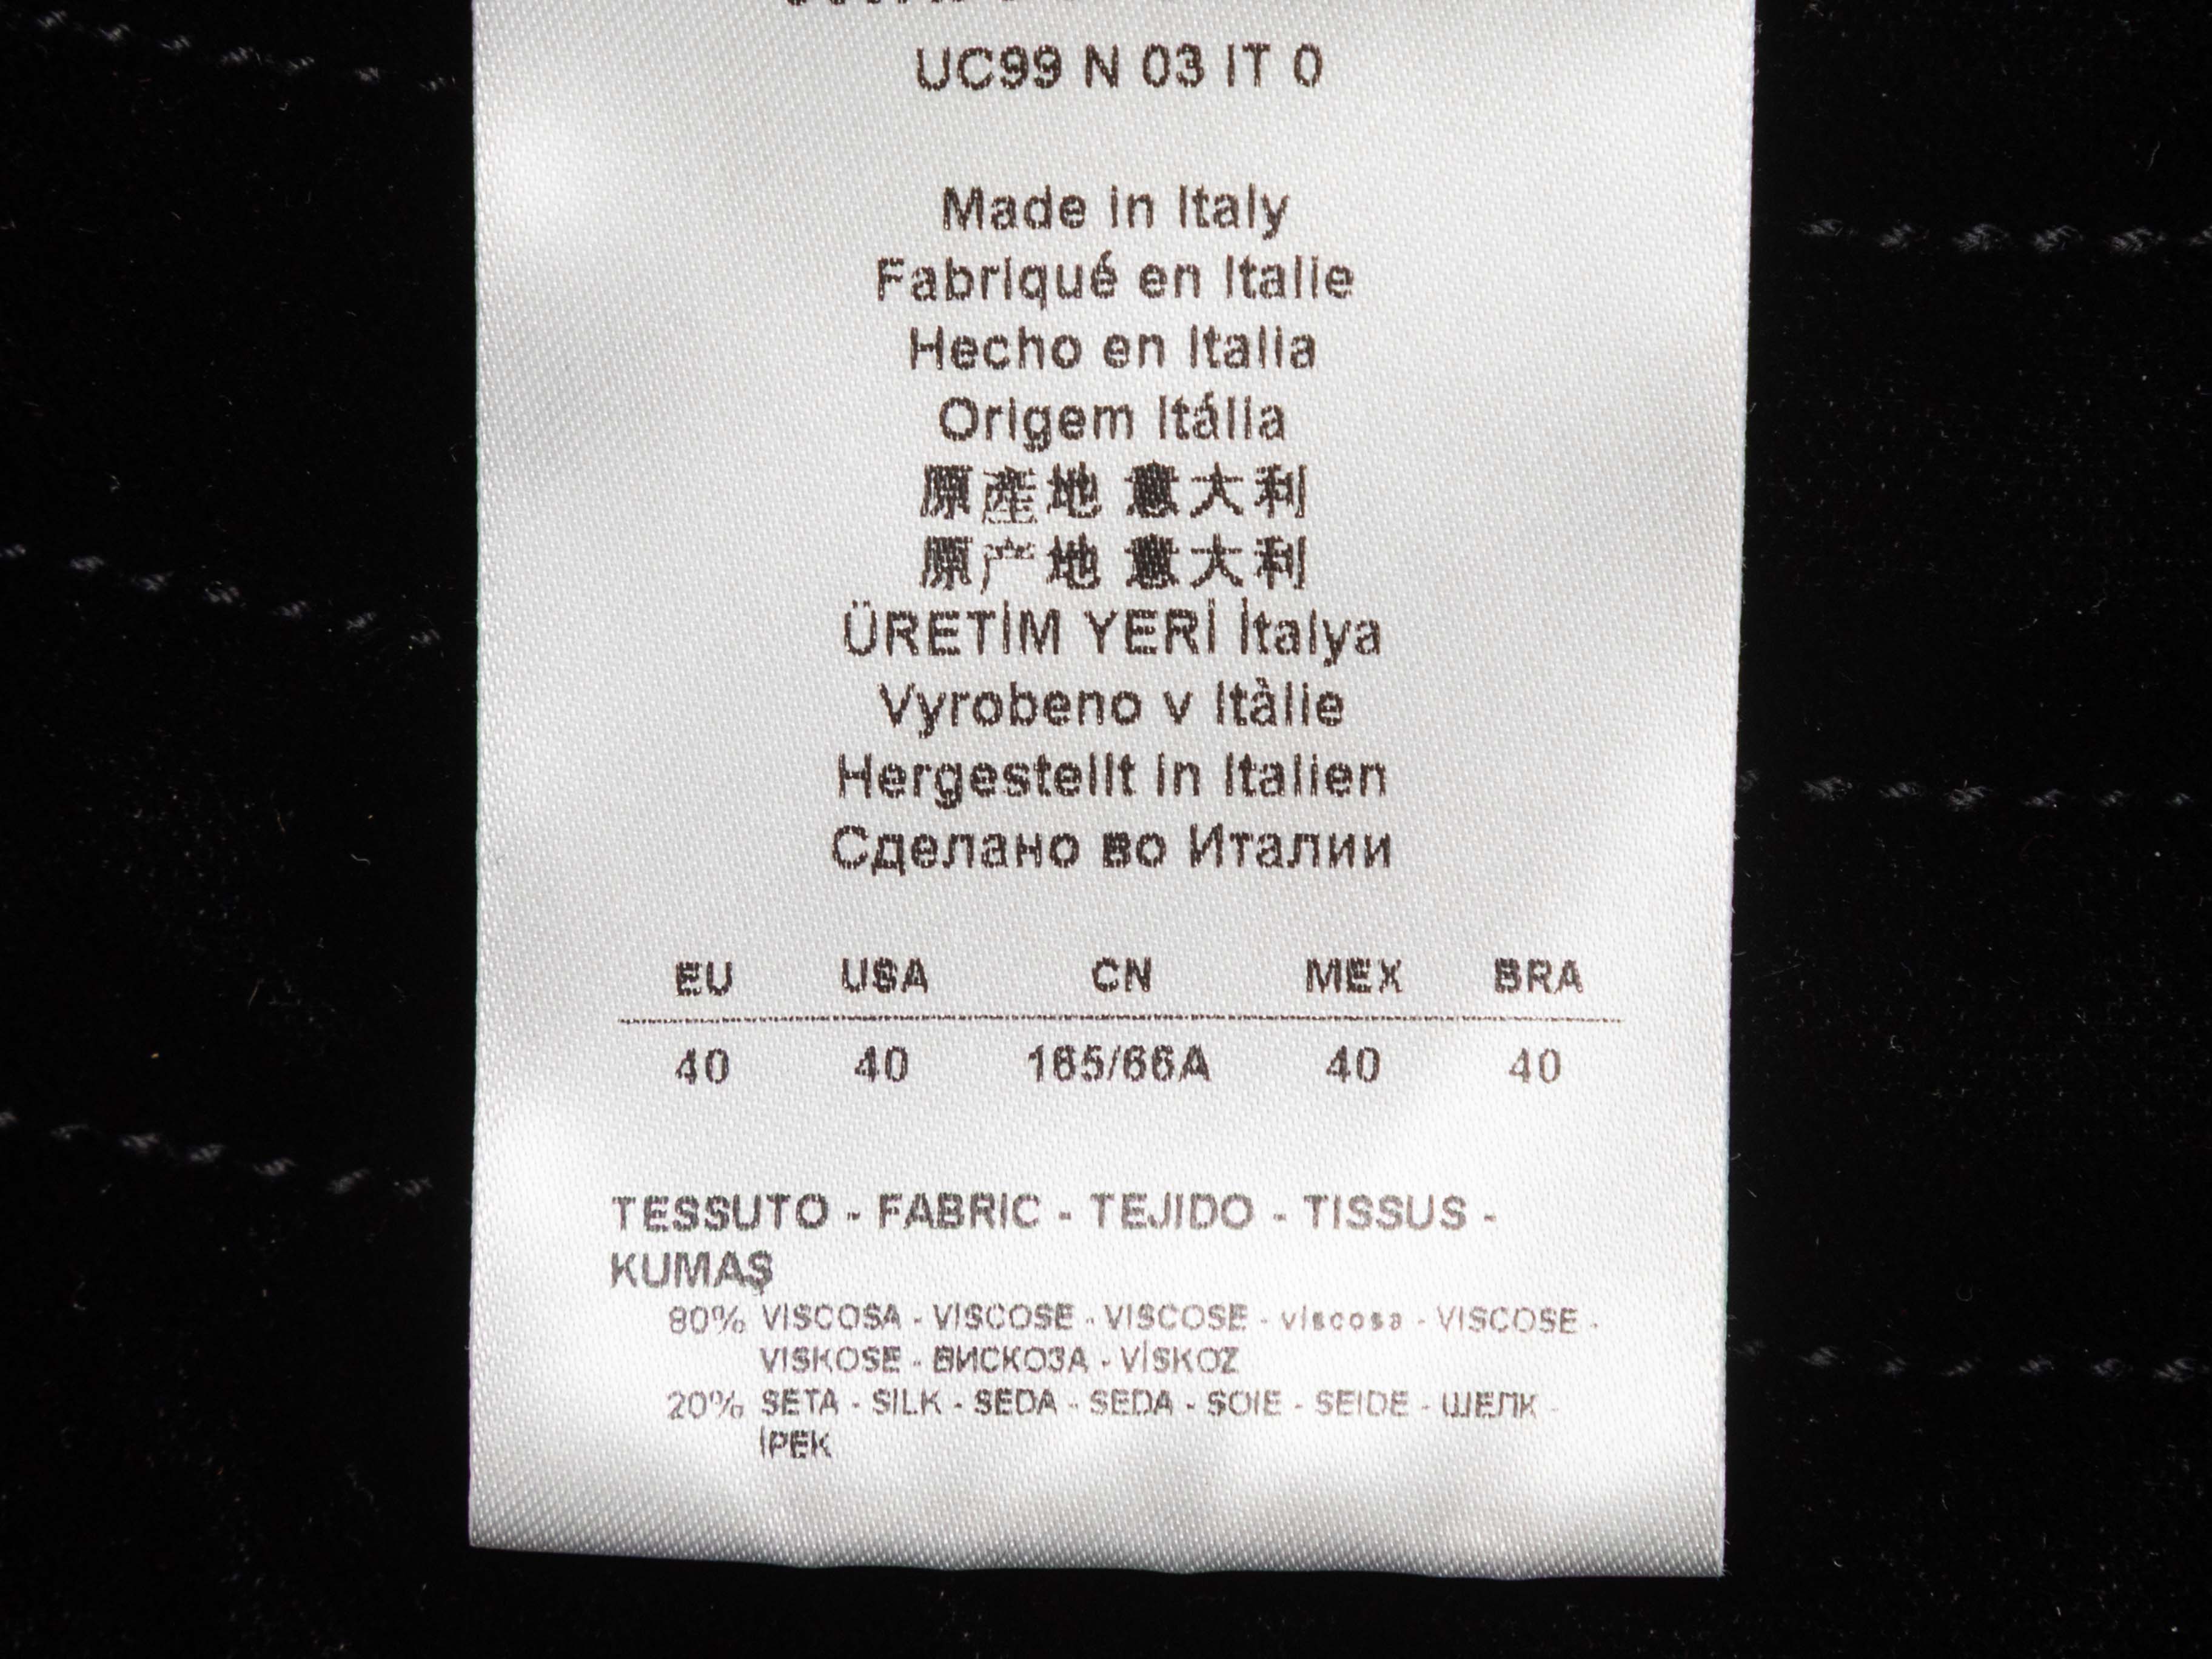 UC99 N 03 IT 0
Made in Italy
Fabriqué en Italie
Hecho en Italia
Origem Itália
原產地 意大利
原产地 意大利
ÜRETİM YERİ İtalya
Vyrobeno v Itàlie
Hergestellt in Italien
Сделано во Италии
EU USA CN MEX BRA
40 40 165/66A 40 40
TESSUTO - FABRIC - TEJIDO - TISSUS -
KUMAŞ
80% VISCOSA - VISCOSE - VISCOSE - viscosa - VISCOSE -
VISKOSE - ВИСКОЗА - VİSKOZ
20% SETA - SILK - SEDA - SEDA - SOIE - SEIDE - ШЕЛК -
İPEK